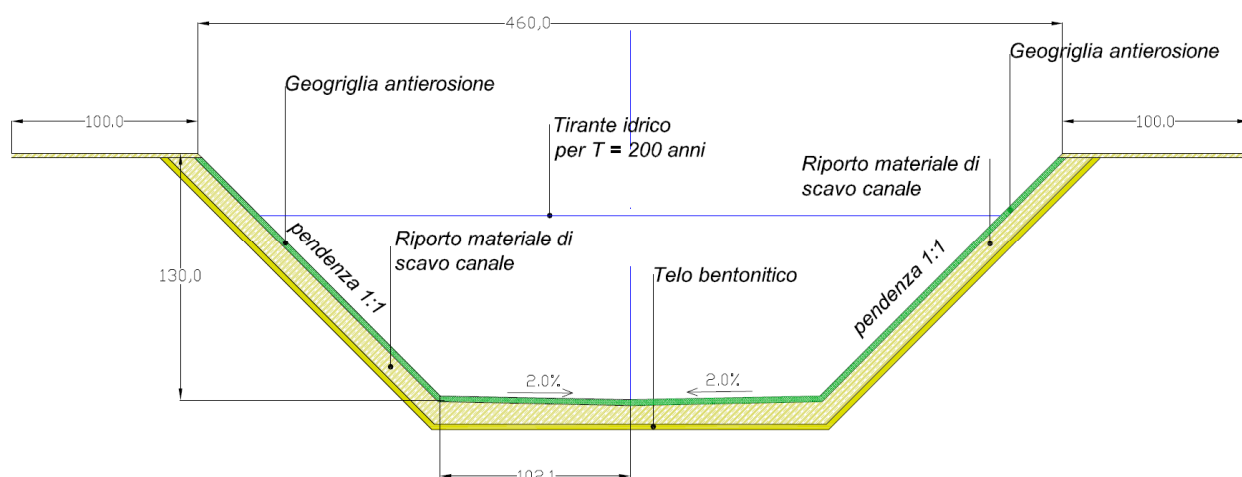 460,0
Geogriglia antierosione
Geogriglia antierosione
100.0
Tirante idrico
per T = 200 anni
100.0
Riporto materiale di
scavo canale
pendenza 1:1
Riporto materiale di
scavo canale
pendenza 1:1
130,0
Telo bentonitico
2.0%
2.0%
102,1